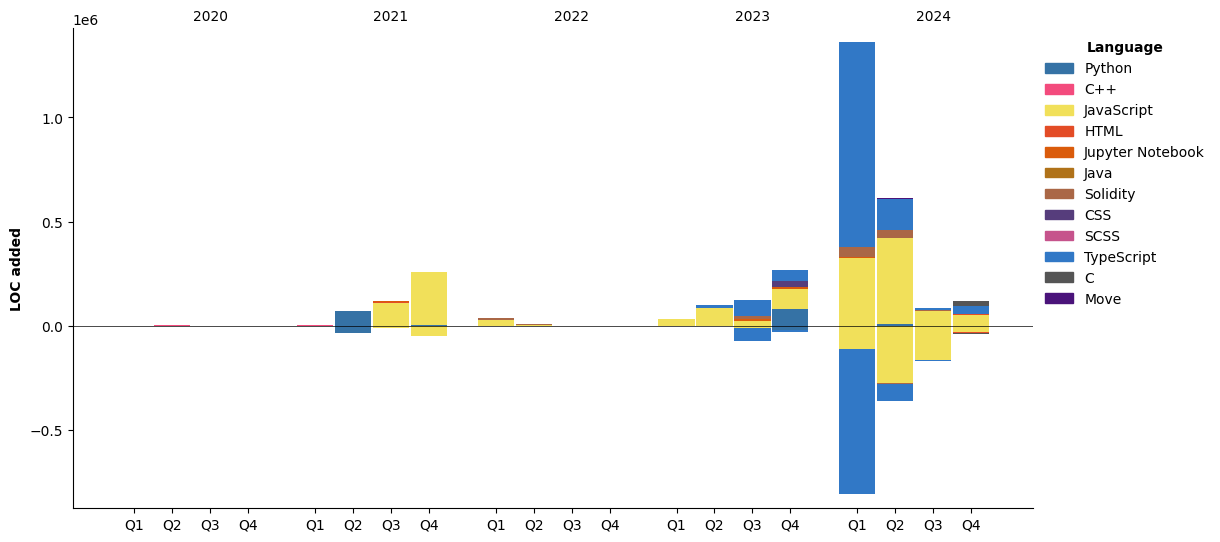 2020 2021 2022 2023 2024
1e6
Language
Python
C++
JavaScript
HTML
Jupyter Notebook
Java
Solidity
CSS
SCSS
TypeScript
C
Move
LOC added
1.0
0.5
0.0
−0.5
Q1 Q2 Q3 Q4 Q1 Q2 Q3 Q4 Q1 Q2 Q3 Q4 Q1 Q2 Q3 Q4 Q1 Q2 Q3 Q4